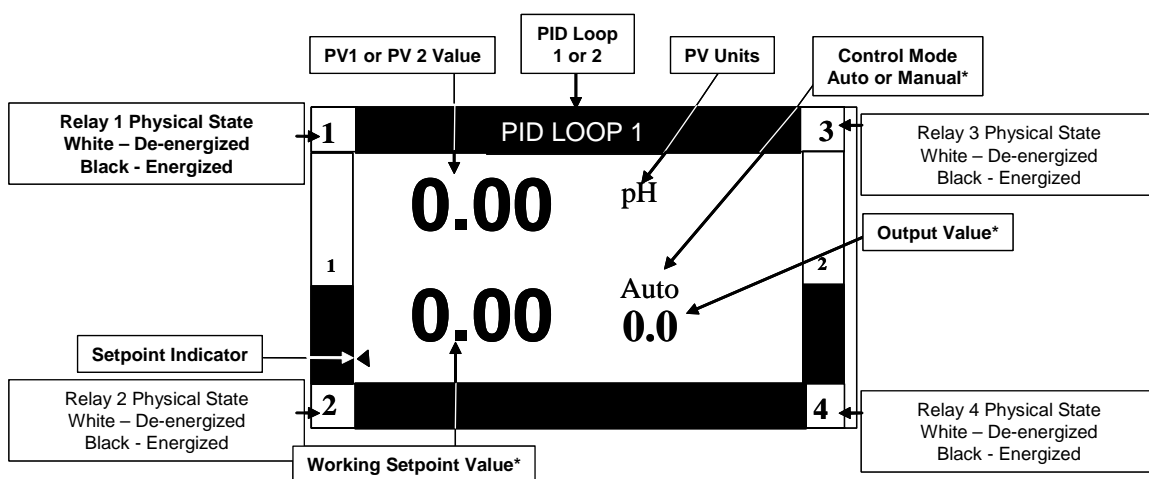 PV1 or PV 2 Value
PID Loop
1 or 2
PV Units
Control Mode
Auto or Manual*
Relay 1 Physical State
White – De-energized
Black - Energized
1
PID LOOP 1
3
Relay 3 Physical State
White – De-energized
Black - Energized
0.00
pH
Output Value*
1
2
Auto
0.00
0.0
Setpoint Indicator
Relay 2 Physical State
White – De-energized
Black - Energized
2
4
Relay 4 Physical State
White – De-energized
Black - Energized
Working Setpoint Value*